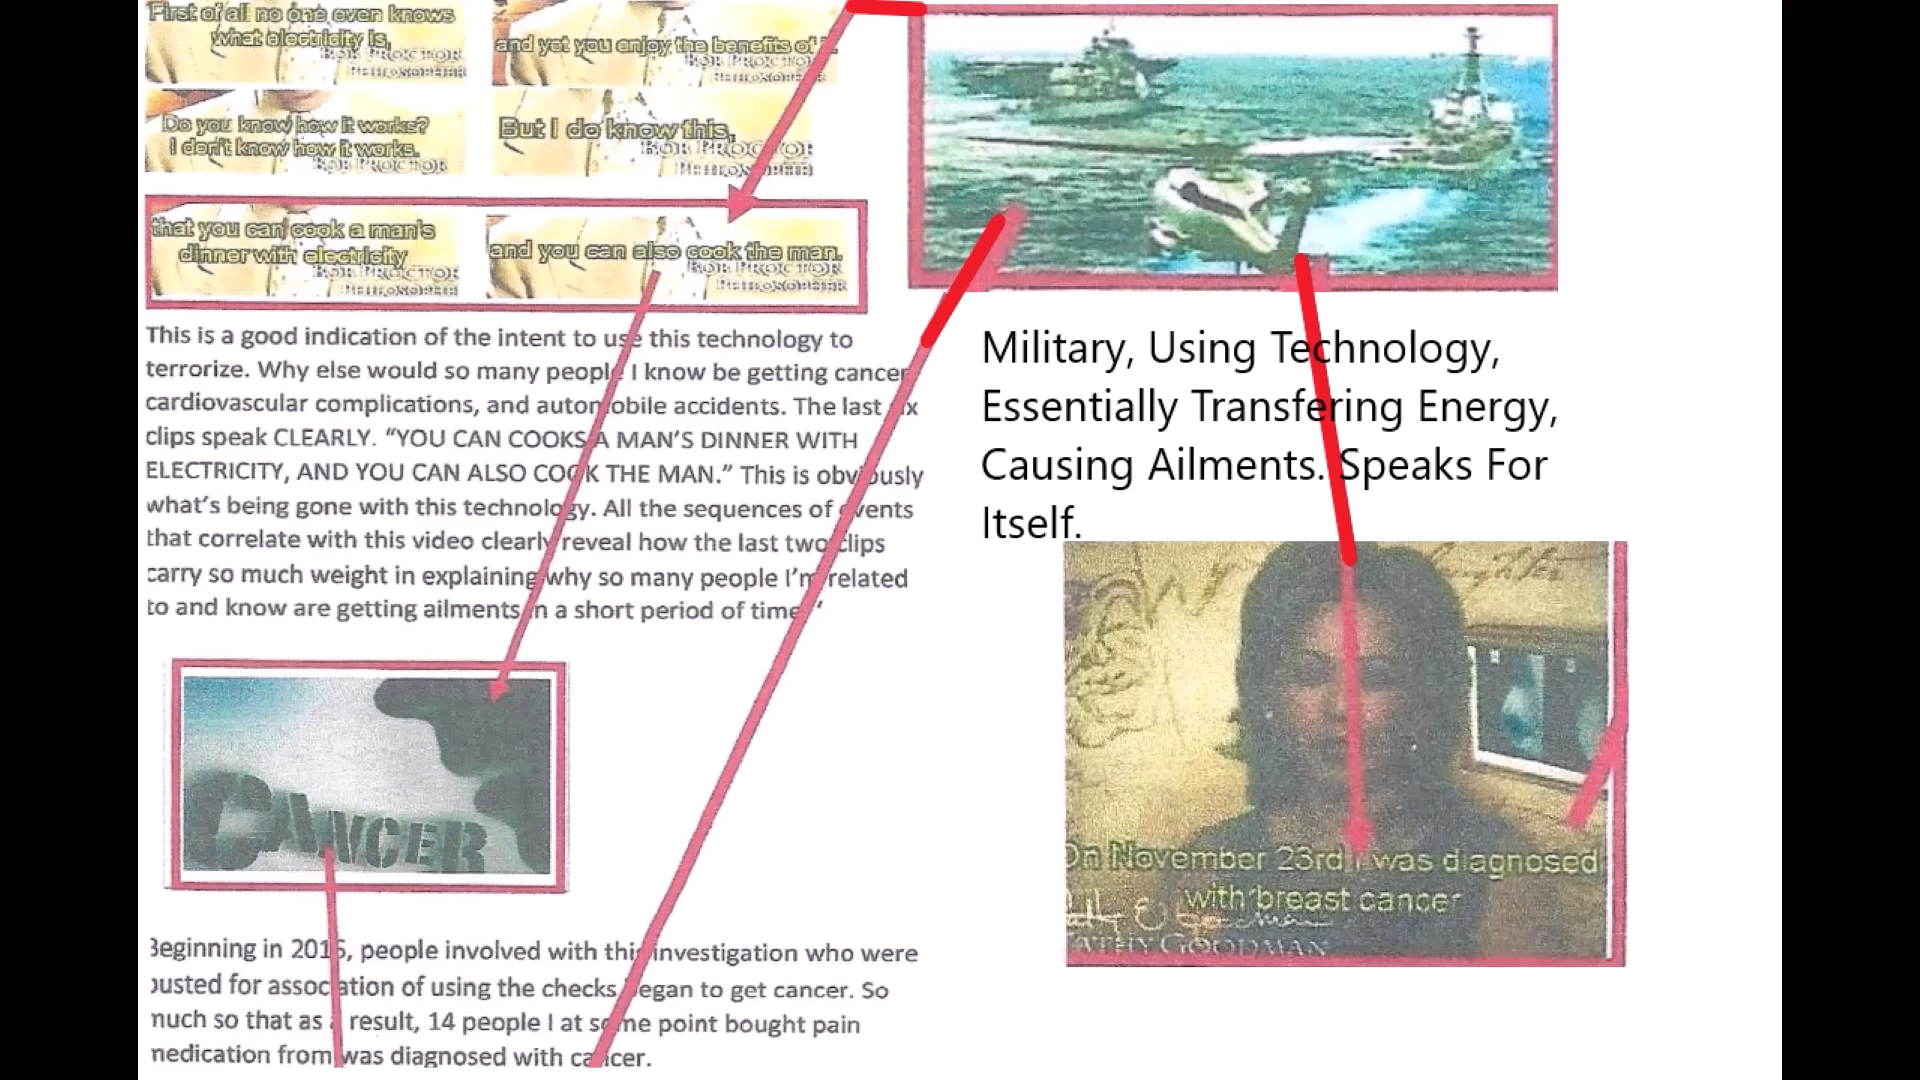 First of all no one even knows
what electricity is,
BOB PROCTOR
PHILOSOPHER
and yet you enjoy the benefits of
BOB PROCTOR
PHILOSOPHER
Do you know how it works?
I don't know how it works.
BOB PROCTOR
But I do know this,
BOB PROCTOR
PHILOSOPHER
that you can cook a man's
dinner with electricity
BOB PROCTOR
PHILOSOPHER
and you can also cook the man.
BOB PROCTOR
PHILOSOPHER
This is a good indication of the intent to use this technology to
terrorize. Why else would so many people I know be getting cancer
cardiovascular complications, and automobile accidents. The last six
clips speak CLEARLY. “YOU CAN COOKS A MAN’S DINNER WITH
ELECTRICITY, AND YOU CAN ALSO COOK THE MAN.” This is obviously
what’s being gone with this technology. All the sequences of events
that correlate with this video clearly reveal how the last two clips
carry so much weight in explaining why so many people I’m related
to and know are getting ailments in a short period of time.“
CANCER
Beginning in 2016, people involved with this investigation who were
busted for association of using the checks began to get cancer. So
much so that as a result, 14 people I at some point bought pain
medication from was diagnosed with cancer.
Military, Using Technology,
Essentially Transfering Energy,
Causing Ailments. Speaks For
Itself.
On November 23rd I was diagnosed
with breast cancer
CATHY GOODMAN